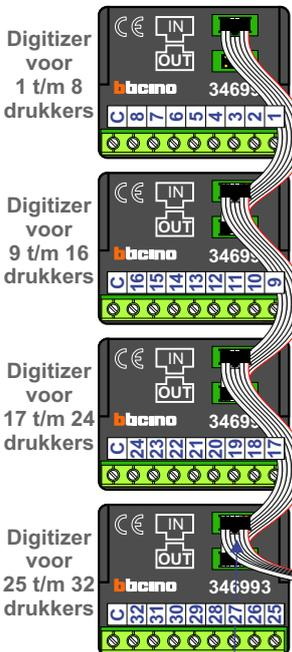 Digitizer
voor
1 t/m 8
drukkers
CE IN
OUT
bticino 34699
C 8 7 6 5 4 3 2 1
Digitizer
voor
9 t/m 16
drukkers
CE IN
OUT
bticino 34699
C 16 15 14 13 12 11 10 9
Digitizer
voor
17 t/m 24
drukkers
CE IN
OUT
bticino 34699
C 24 23 22 21 20 19 18 17
Digitizer
voor
25 t/m 32
drukkers
CE IN
OUT
bticino 346993
C 32 31 30 29 28 27 26 25